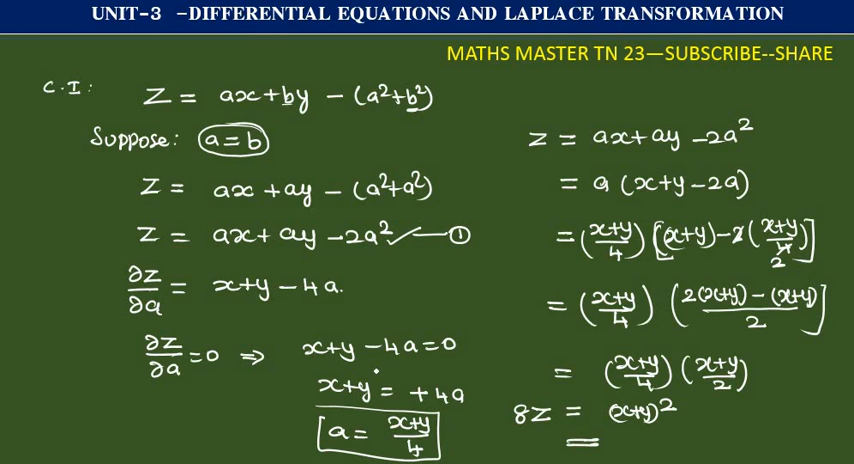 UNIT-3 -DIFFERENTIAL EQUATIONS AND LAPLACE TRANSFORMATION
MATHS MASTER TN 23—SUBSCRIBE--SHARE
C.I: Z = ax+by - (a²+b²)
Suppose: a=b
Z = ax +ay - (a²+a²)
Z = ax+ ay -2a² ✓—①
∂z/∂a = x+y - 4a.
∂z/∂a =0 ⇒ x+y -4a=0
x+y = +4a
a = (x+y)/4
Z = ax+ay -2a²
= a (x+y-2a)
= ((x+y)/4) [(x+y)-2((x+y)/4)]
2
= ((x+y)/4) (2(x+y)-(x+y)/2]
= ((x+y)/4) ((x+y)/2)
8Z = (x+y)²